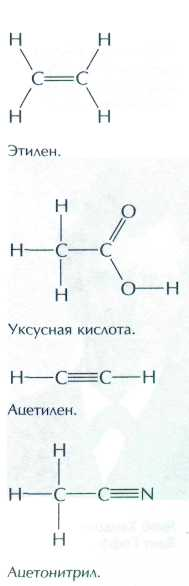 H H
C=C
H H
Этилен.
H O
H—C—C
H O—H
Уксусная кислота.
H—C≡C—H
Ацетилен.
H
H—C—C≡N
H
Ацетонитрил.